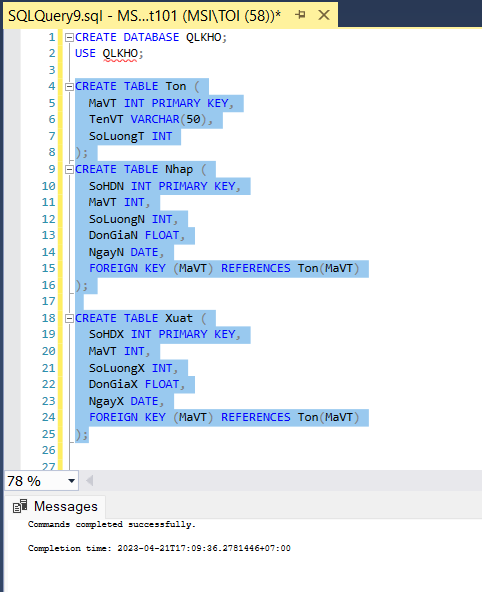 SQLQuery9.sql - MS...t101 (MSI\TOI (58))*
1 CREATE DATABASE QLKHO;
2 USE QLKHO;
3
4 CREATE TABLE Ton (
5 MaVT INT PRIMARY KEY,
6 TenVT VARCHAR(50),
7 SoLuongT INT
8 );
9 CREATE TABLE Nhap (
10 SoHDN INT PRIMARY KEY,
11 MaVT INT,
12 SoLuongN INT,
13 DonGiaN FLOAT,
14 NgayN DATE,
15 FOREIGN KEY (MaVT) REFERENCES Ton(MaVT)
16 );
17
18 CREATE TABLE Xuat (
19 SoHDX INT PRIMARY KEY,
20 MaVT INT,
21 SoLuongX INT,
22 DonGiaX FLOAT,
23 NgayX DATE,
24 FOREIGN KEY (MaVT) REFERENCES Ton(MaVT)
25 );
26
27
78 %
Messages
Commands completed successfully.
Completion time: 2023-04-21T17:09:36.2781446+07:00